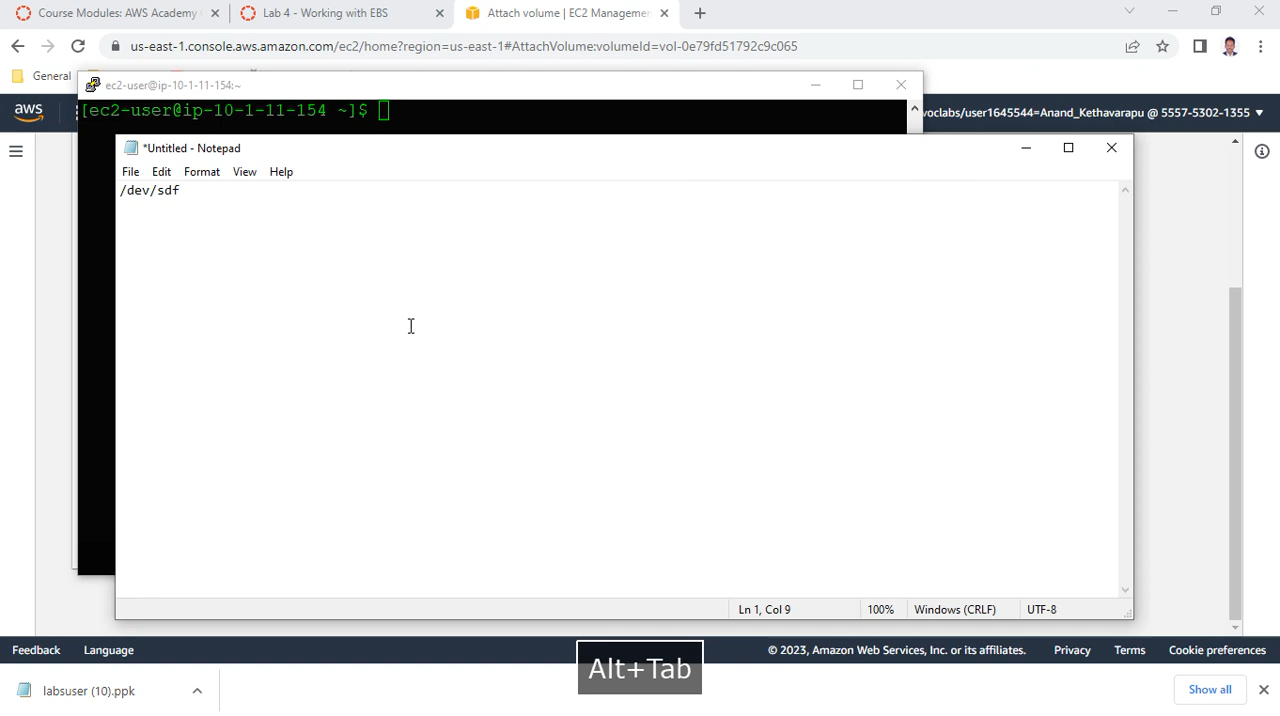 Course Modules: AWS Academy
Lab 4 - Working with EBS
Attach volume | EC2 Managemen
us-east-1.console.aws.amazon.com/ec2/home?region=us-east-1#AttachVolume:volumeId=vol-0e79fd51792c9c065
General
ec2-user@ip-10-1-11-154:~
aws
[ec2-user@ip-10-1-11-154 ~]$
voclabs/user1645544=Anand_Kethavarapu @ 5557-5302-1355
*Untitled - Notepad
File Edit Format View Help
/dev/sdf
Ln 1, Col 9
100%
Windows (CRLF)
UTF-8
Feedback
Language
© 2023, Amazon Web Services, Inc. or its affiliates.
Privacy
Terms
Cookie preferences
Alt+Tab
labsuser (10).ppk
Show all